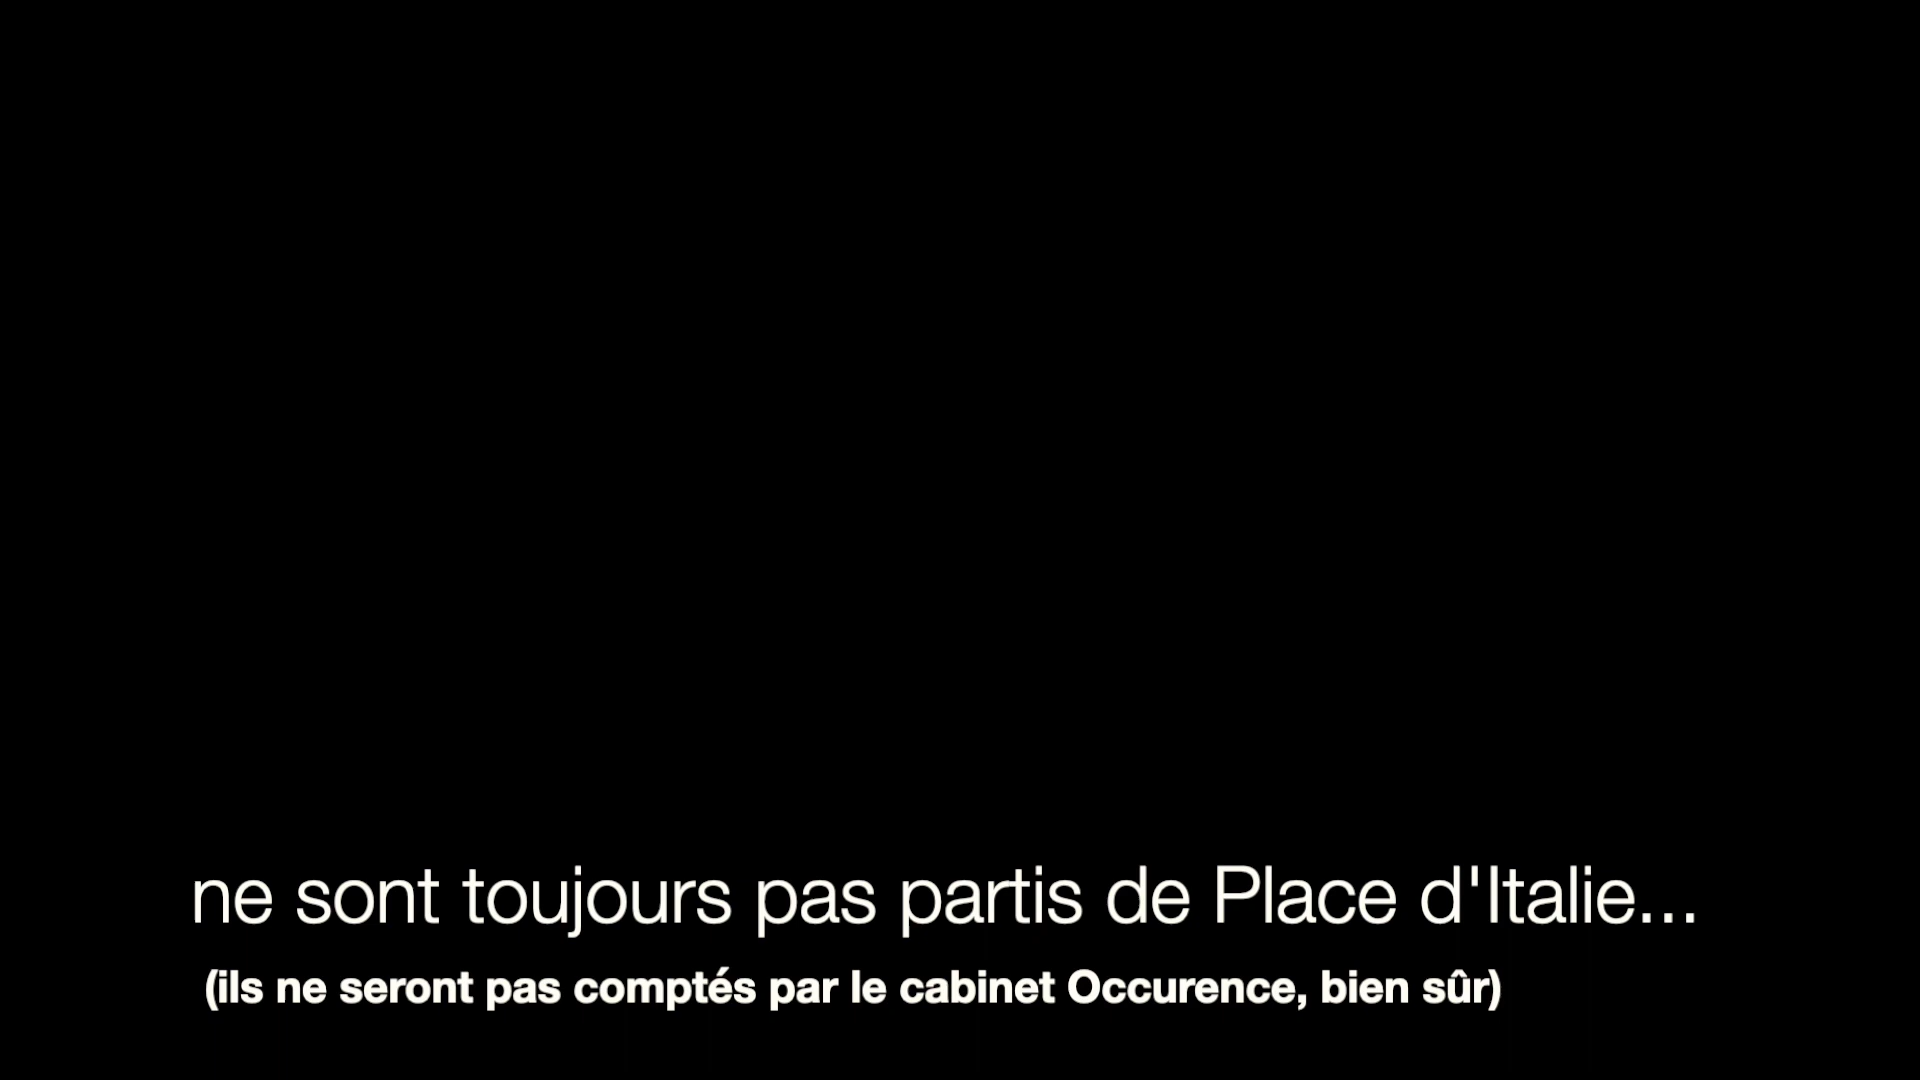 ne sont toujours pas partis de Place d'Italie...
(ils ne seront pas comptés par le cabinet Occurence, bien sûr)